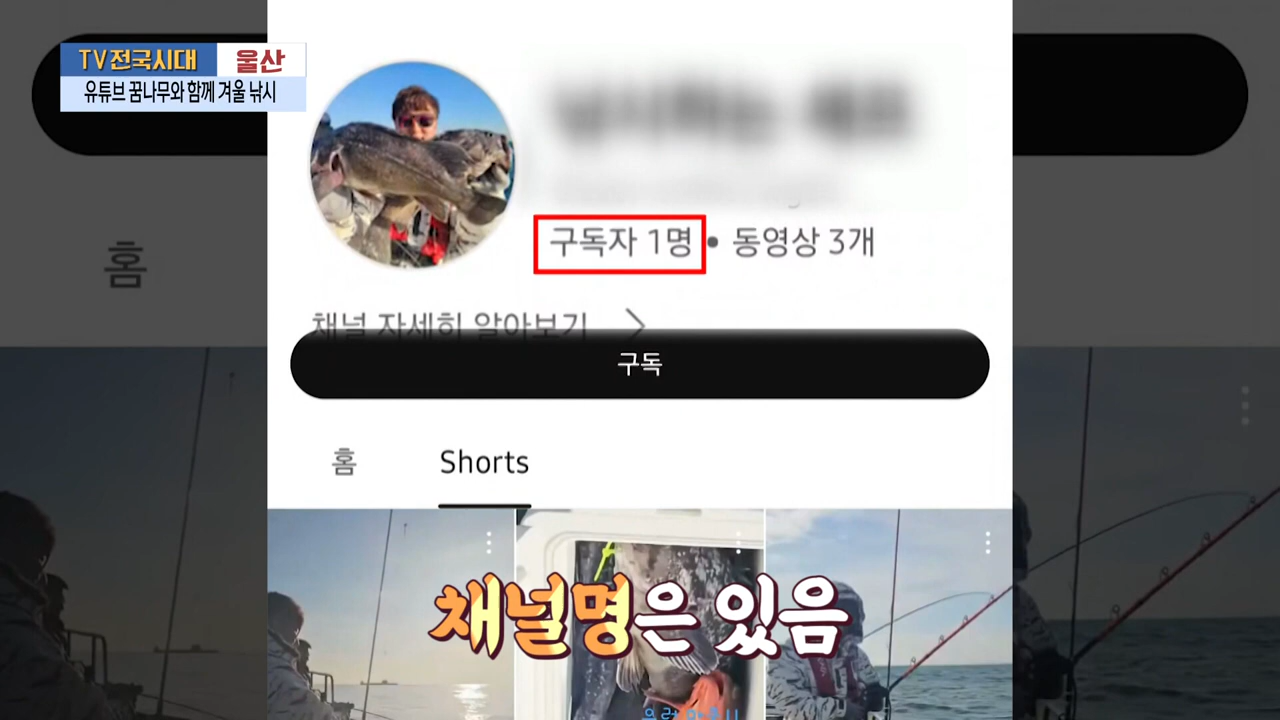 TV전국시대 울산
유튜브 꿈나무와 함께 겨울 낚시
구독자 1명 • 동영상 3개
채널 자세히 알아보기
구독
홈
홈 Shorts
채널명은 있음